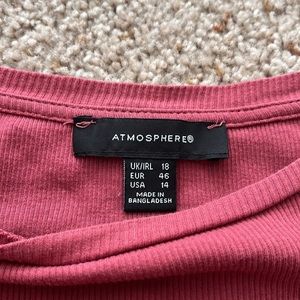 ATMOSPHERE®
UK/IRL 18
EUR 46
USA 14
MADE IN
BANGLADESH